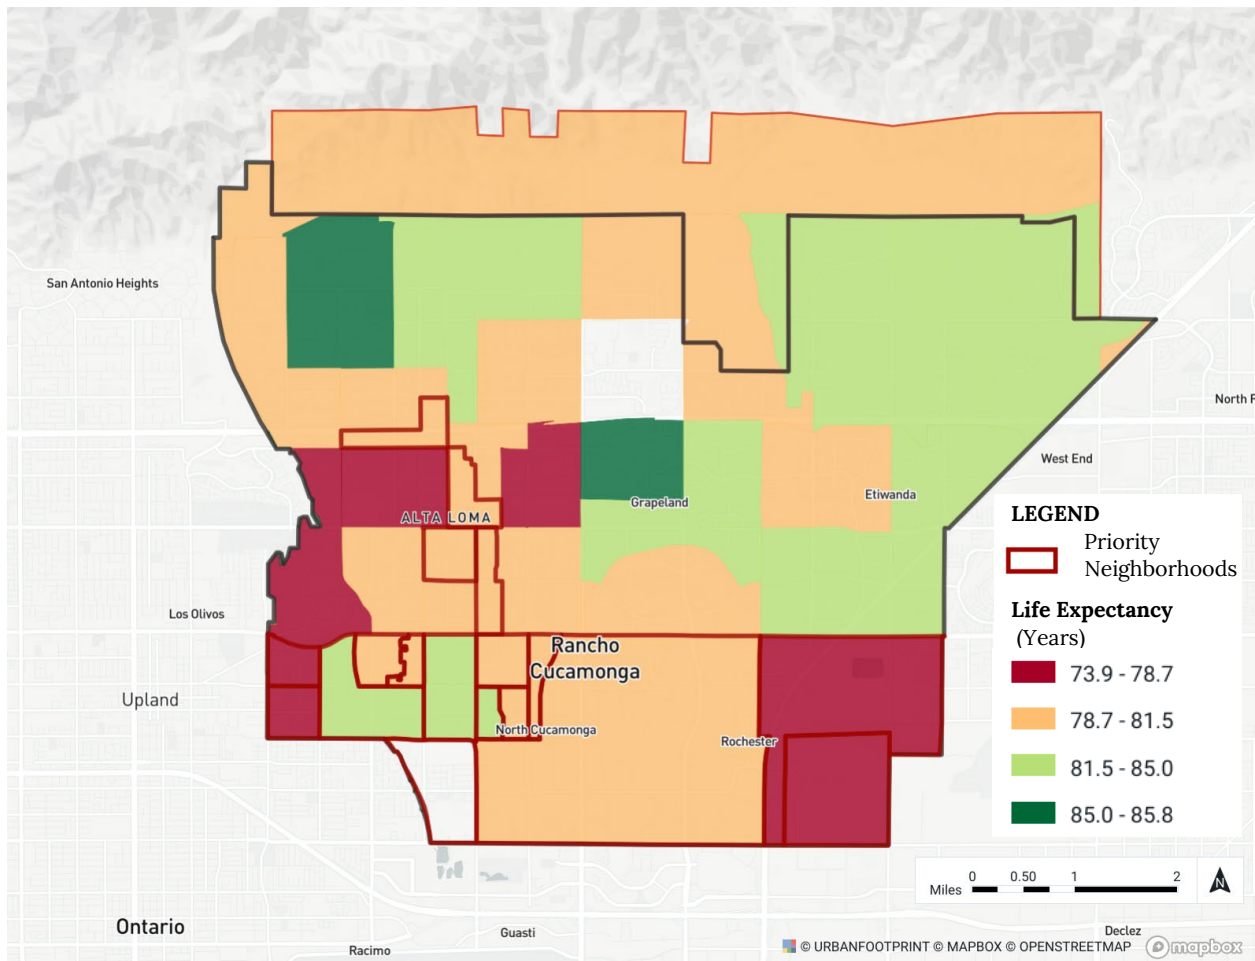 San Antonio Heights
North F
West End
Etiwanda
Grapeland
ALTA LOMA
LEGEND
Priority
Neighborhoods
Life Expectancy
(Years)
73.9 - 78.7
78.7 - 81.5
81.5 - 85.0
85.0 - 85.8
Los Olivos
Rancho
Cucamonga
Upland
North Cucamonga
Rochester
Miles 0 0.50 1 2
N
Ontario
Guasti
Racimo
Declez
© URBANFOOTPRINT © MAPBOX © OPENSTREETMAP
mapbox